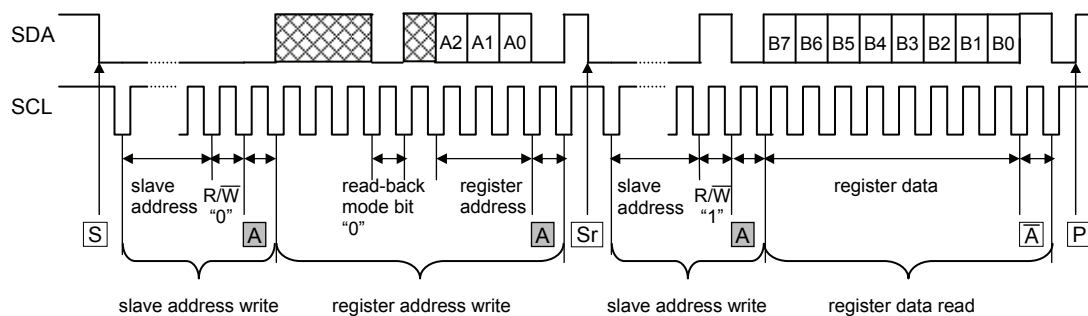 SDA
A2 A1 A0
B7 B6 B5 B4 B3 B2 B1 B0
SCL
slave
address
R/W̅
“0”
read-back
mode bit
“0”
register
address
slave
address
R/W̅
“1”
register data
S
A
A
Sr
A
A̅
P
slave address write
register address write
slave address write
register data read